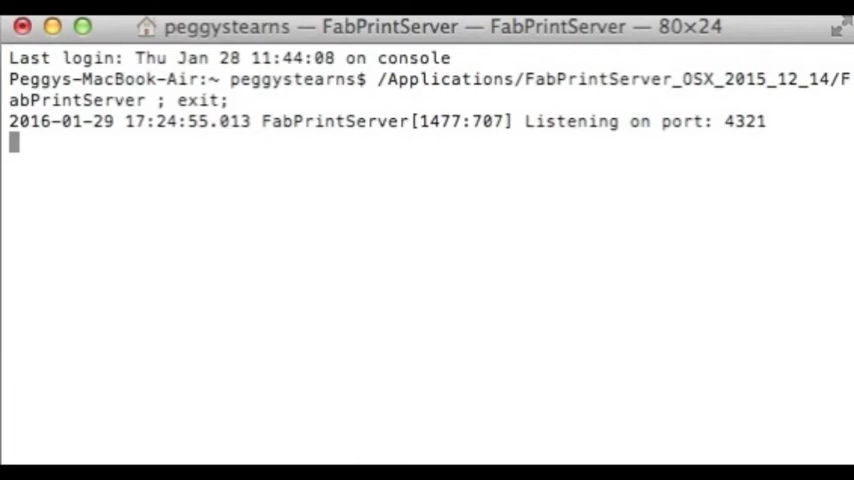 peggystearns — FabPrintServer — FabPrintServer — 80×24
Last login: Thu Jan 28 11:44:08 on console
Peggys-MacBook-Air:~ peggystearns$ /Applications/FabPrintServer_OSX_2015_12_14/F
abPrintServer ; exit;
2016-01-29 17:24:55.013 FabPrintServer[1477:707] Listening on port: 4321